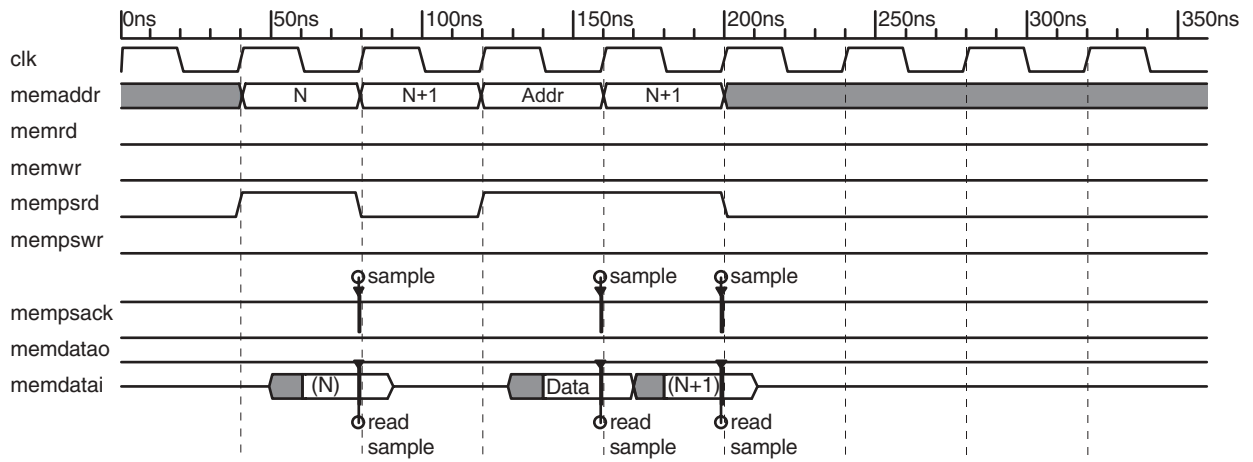 0ns 50ns 100ns 150ns 200ns 250ns 300ns 350ns
clk
memaddr N N+1 Addr N+1
memrd
memwr
mempsrd
mempswr
sample sample sample
mempsack
memdatao
memdatai (N) Data (N+1)
read read read
sample sample sample